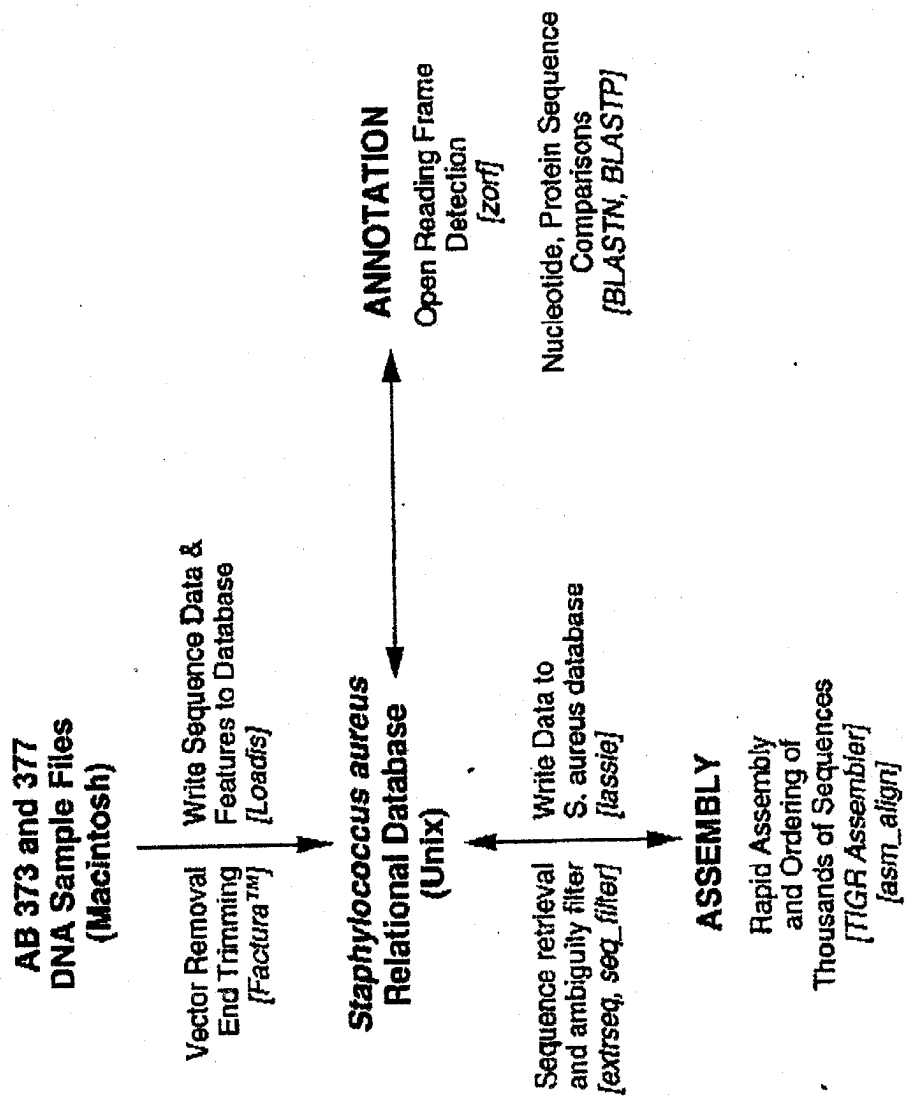 AB 373 and 377
DNA Sample Files
(Macintosh)
Vector Removal
End Trimming
[Factura™]
Write Sequence Data &
Features to Database
[Loadis]
Staphylococcus aureus
Relational Database
(Unix)
ANNOTATION
Open Reading Frame
Detection
[zorf]
Nucleotide, Protein Sequence
Comparisons
[BLASTN, BLASTP]
Sequence retrieval
and ambiguity filter
[extrseq, seq_filter]
Write Data to
S. aureus database
[lassie]
ASSEMBLY
Rapid Assembly
and Ordering of
Thousands of Sequences
[TIGR Assembler]
[asm_align]